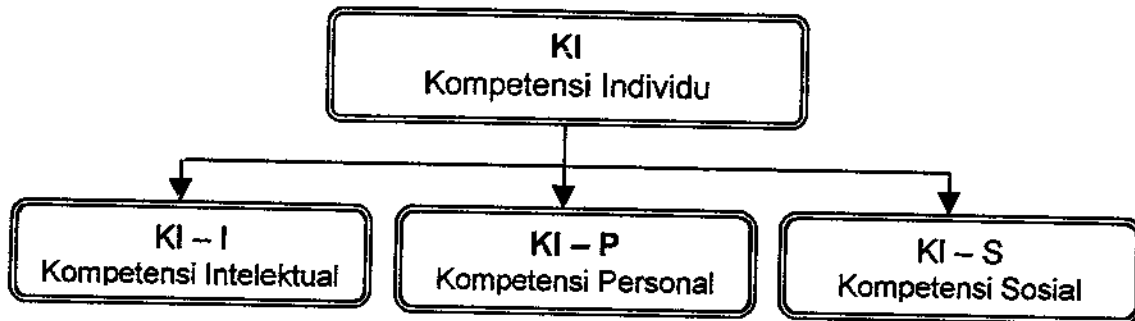 KI
Kompetensi Individu
KI – I
Kompetensi Intelektual
KI – P
Kompetensi Personal
KI – S
Kompetensi Sosial